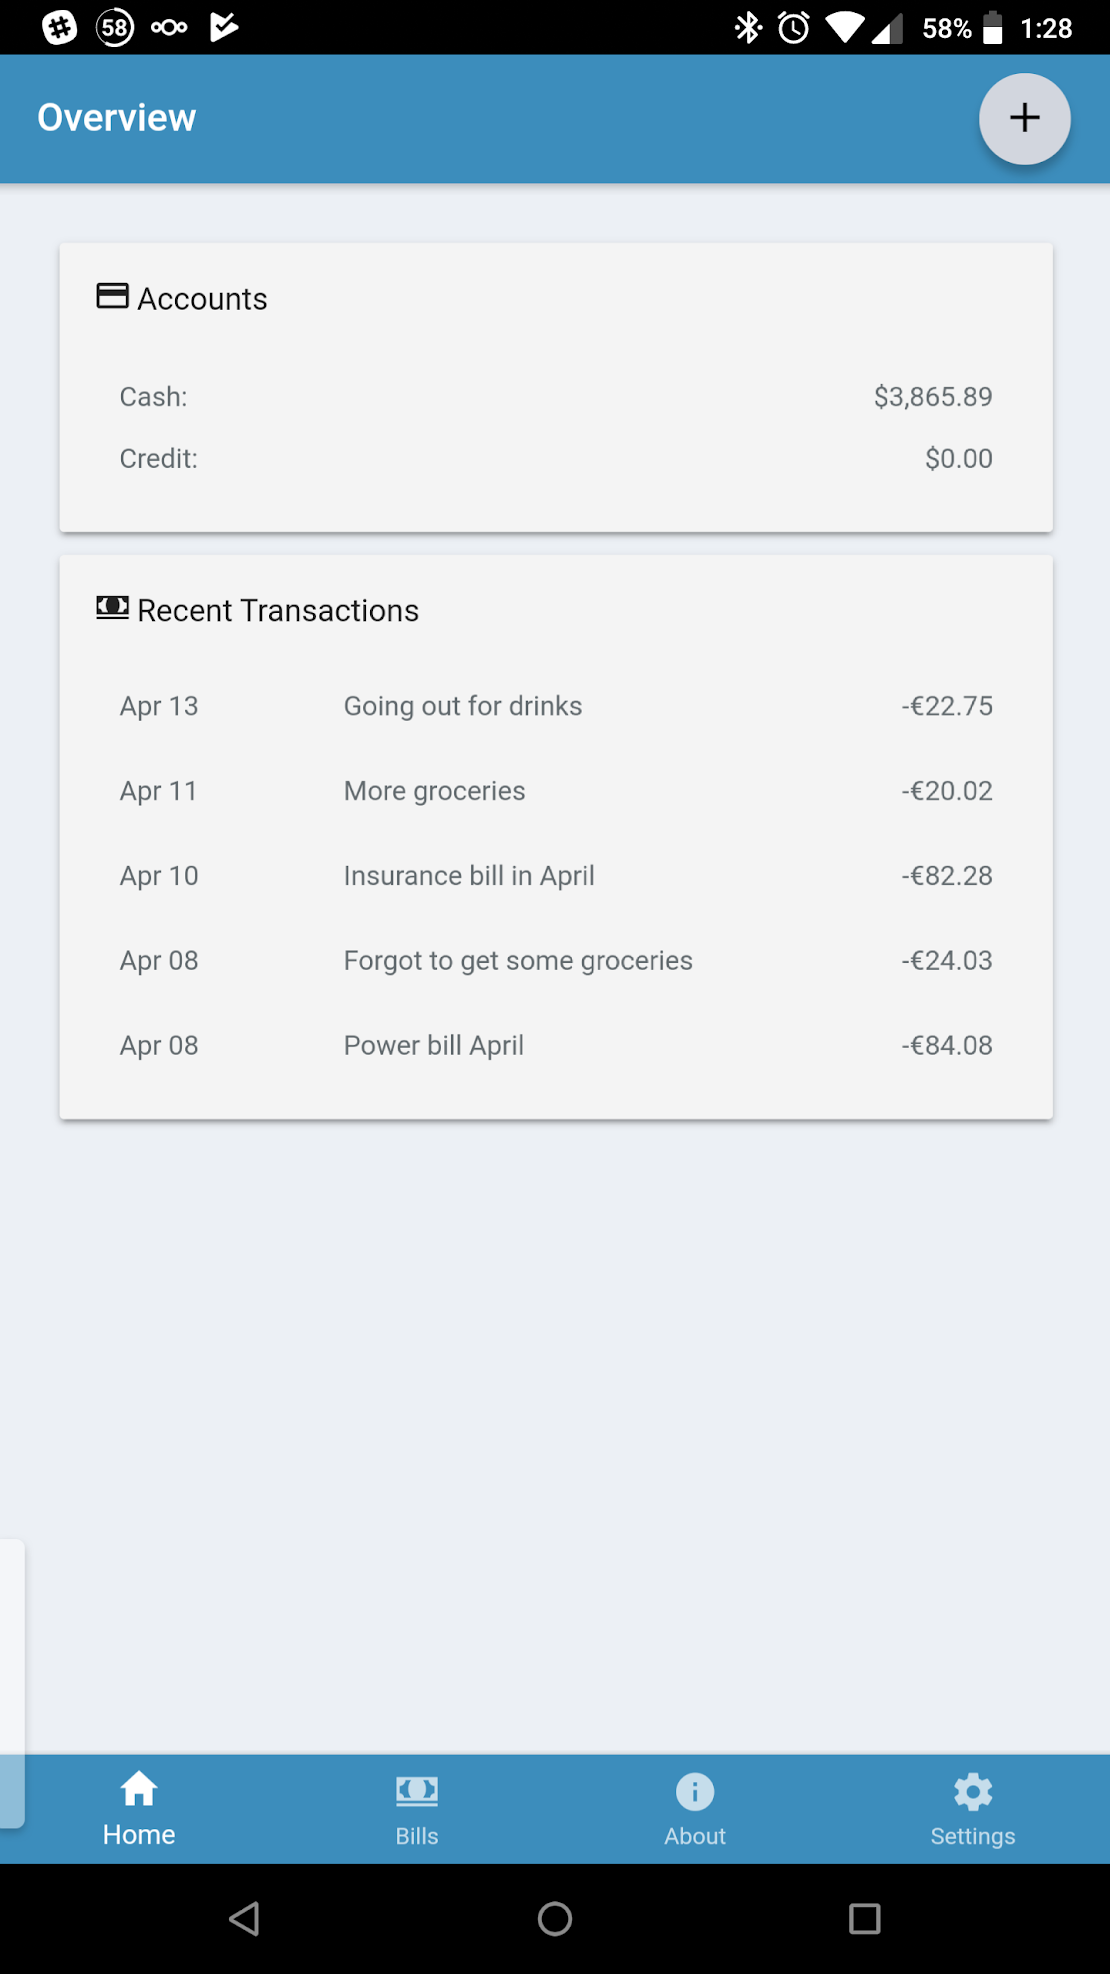 58 58% 1:28
Overview +
Accounts
Cash: $3,865.89
Credit: $0.00
Recent Transactions
Apr 13 Going out for drinks -€22.75
Apr 11 More groceries -€20.02
Apr 10 Insurance bill in April -€82.28
Apr 08 Forgot to get some groceries -€24.03
Apr 08 Power bill April -€84.08
Home Bills About Settings